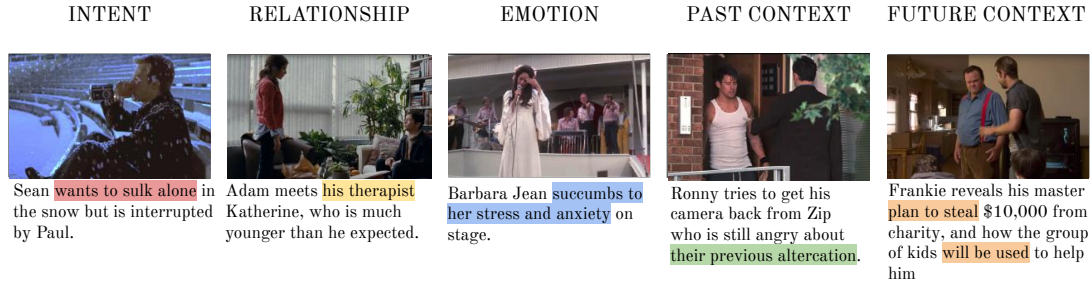 INTENT
RELATIONSHIP
EMOTION
PAST CONTEXT
FUTURE CONTEXT
Sean wants to sulk alone in
the snow but is interrupted
by Paul.
Adam meets his therapist
Katherine, who is much
younger than he expected.
Barbara Jean succumbs to
her stress and anxiety on
stage.
Ronny tries to get his
camera back from Zip
who is still angry about
their previous altercation.
Frankie reveals his master
plan to steal $10,000 from
charity, and how the group
of kids will be used to help
him